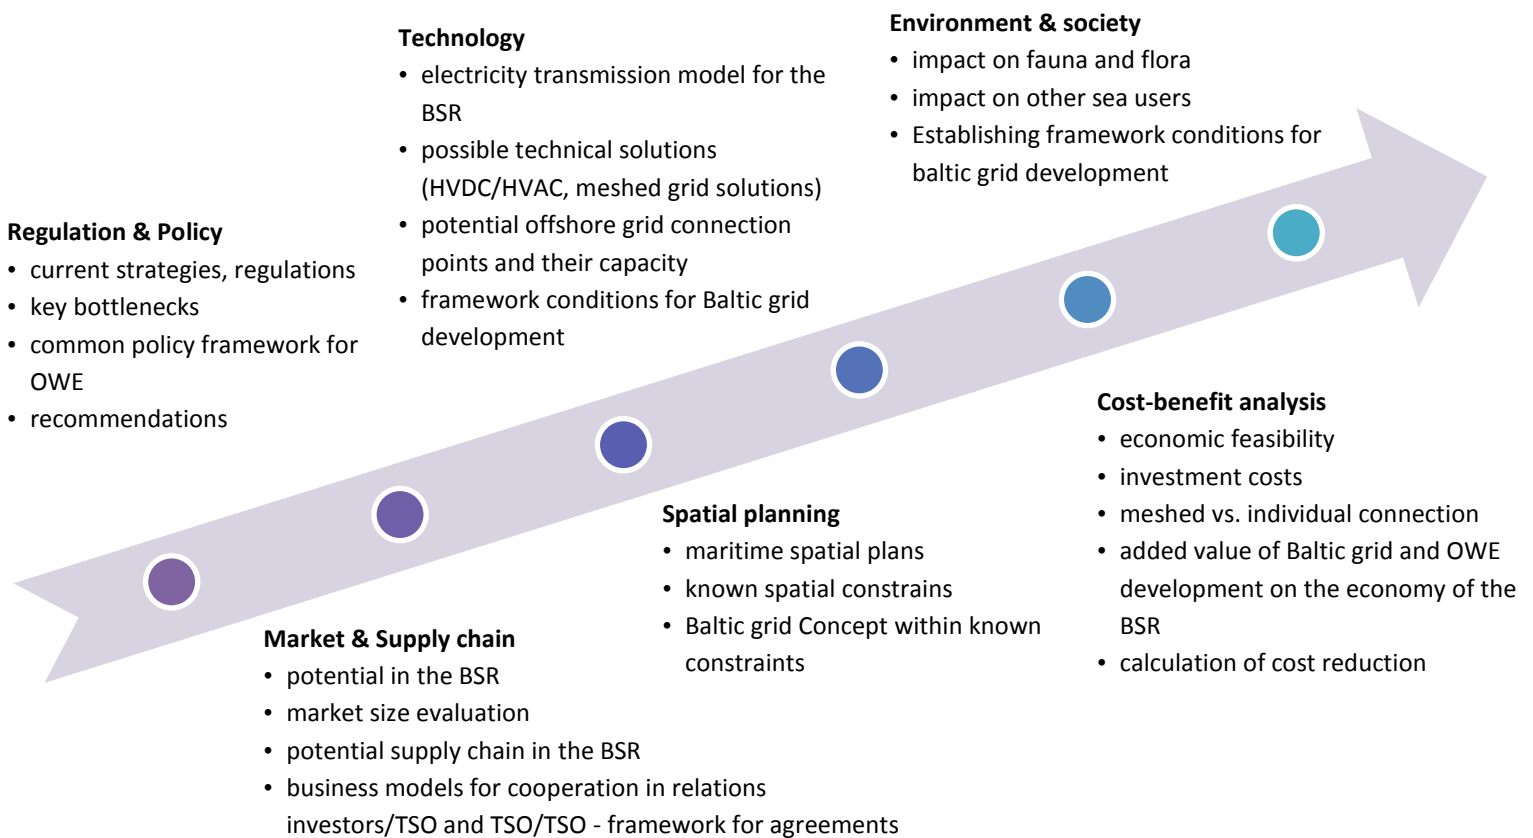 Regulation & Policy
• current strategies, regulations
• key bottlenecks
• common policy framework for
OWE
• recommendations
Market & Supply chain
• potential in the BSR
• market size evaluation
• potential supply chain in the BSR
• business models for cooperation in relations
investors/TSO and TSO/TSO - framework for agreements
Technology
• electricity transmission model for the
BSR
• possible technical solutions
(HVDC/HVAC, meshed grid solutions)
• potential offshore grid connection
points and their capacity
• framework conditions for Baltic grid
development
Spatial planning
• maritime spatial plans
• known spatial constrains
• Baltic grid Concept within known
constraints
Environment & society
• impact on fauna and flora
• impact on other sea users
• Establishing framework conditions for
baltic grid development
Cost-benefit analysis
• economic feasibility
• investment costs
• meshed vs. individual connection
• added value of Baltic grid and OWE
development on the economy of the
BSR
• calculation of cost reduction